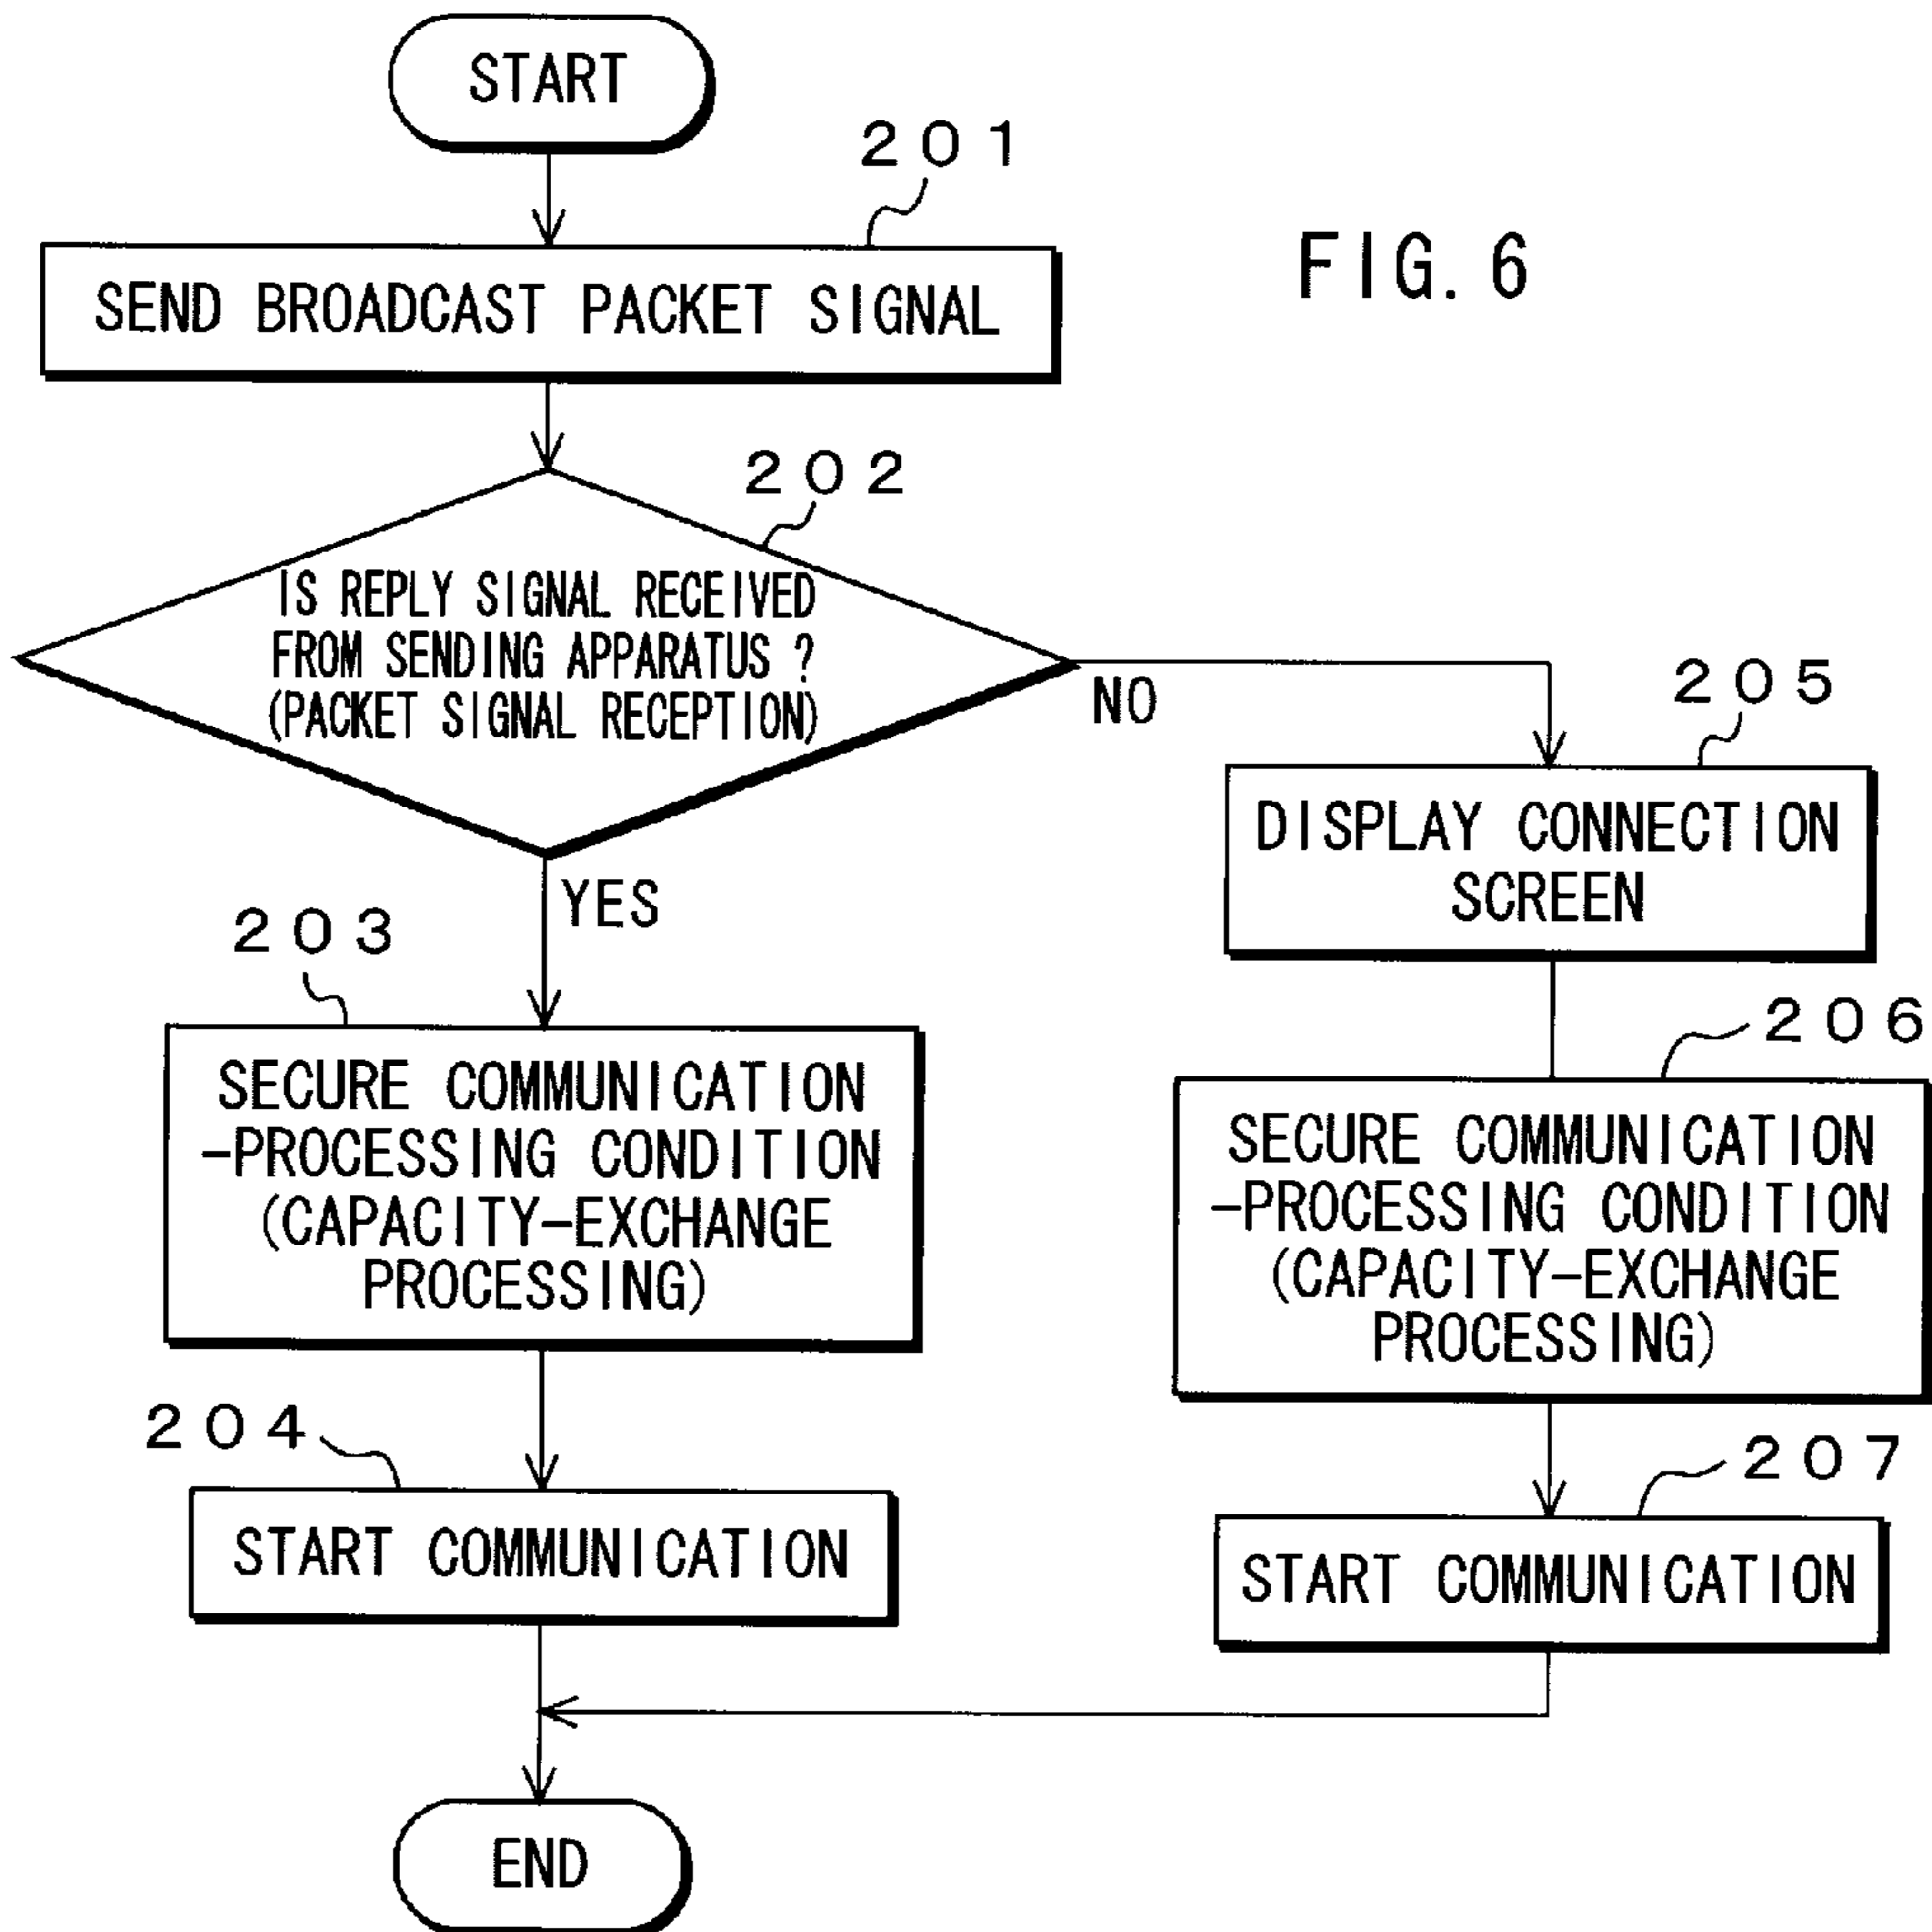 START
201
FIG. 6
SEND BROADCAST PACKET SIGNAL
202
IS REPLY SIGNAL RECEIVED
FROM SENDING APPARATUS ?
(PACKET SIGNAL RECEPTION)
NO
YES
203
SECURE COMMUNICATION
-PROCESSING CONDITION
(CAPACITY-EXCHANGE
PROCESSING)
204
START COMMUNICATION
205
DISPLAY CONNECTION
SCREEN
206
SECURE COMMUNICATION
-PROCESSING CONDITION
(CAPACITY-EXCHANGE
PROCESSING)
207
START COMMUNICATION
END